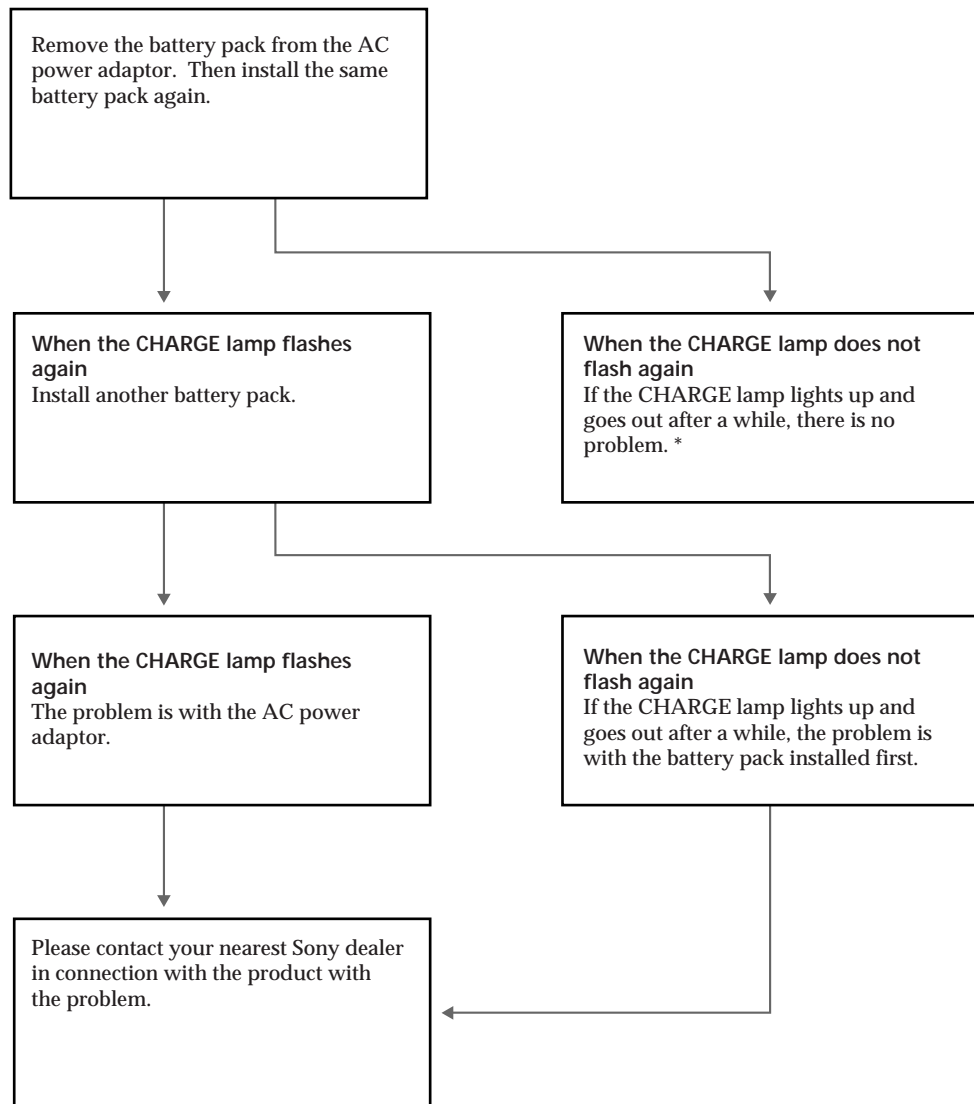 Remove the battery pack from the AC
power adaptor. Then install the same
battery pack again.
When the CHARGE lamp flashes
again
Install another battery pack.
When the CHARGE lamp does not
flash again
If the CHARGE lamp lights up and
goes out after a while, there is no
problem. *
When the CHARGE lamp flashes
again
The problem is with the AC power
adaptor.
When the CHARGE lamp does not
flash again
If the CHARGE lamp lights up and
goes out after a while, the problem is
with the battery pack installed first.
Please contact your nearest Sony dealer
in connection with the product with
the problem.